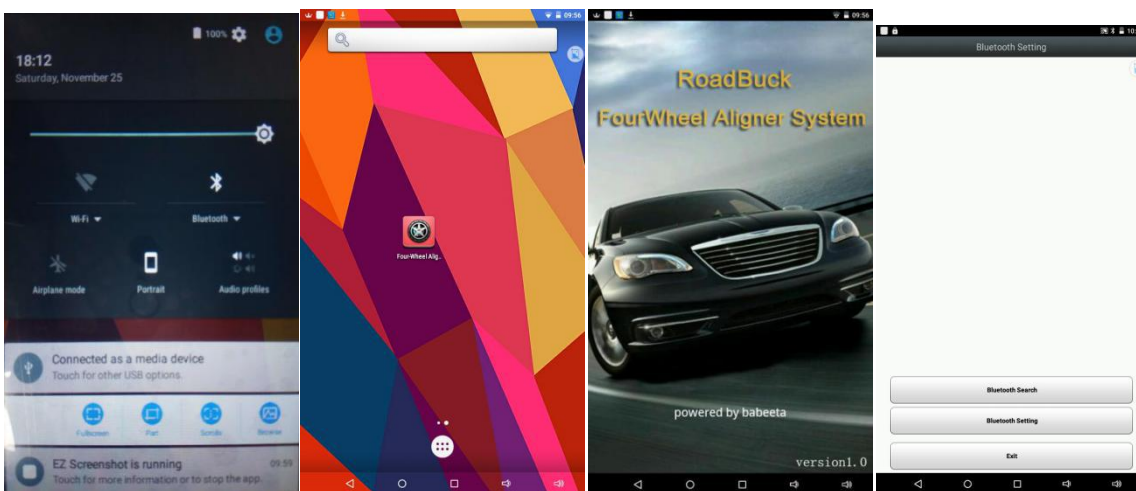 100%
18:12
Saturday, November 25
Wi-Fi
Bluetooth
Airplane mode
Portrait
Audio profiles
Connected as a media device
Touch for other USB options.
Fullscreen
Part
Scrolls
Browse
EZ Screenshot is running
09:59
Touch for more information or to stop the app.
09:56
Four-Wheel Alig..
09:56
RoadBuck
FourWheel Aligner System
powered by babeeta
version1.0
10:
Bluetooth Setting
Bluetooth Search
Bluetooth Setting
Exit